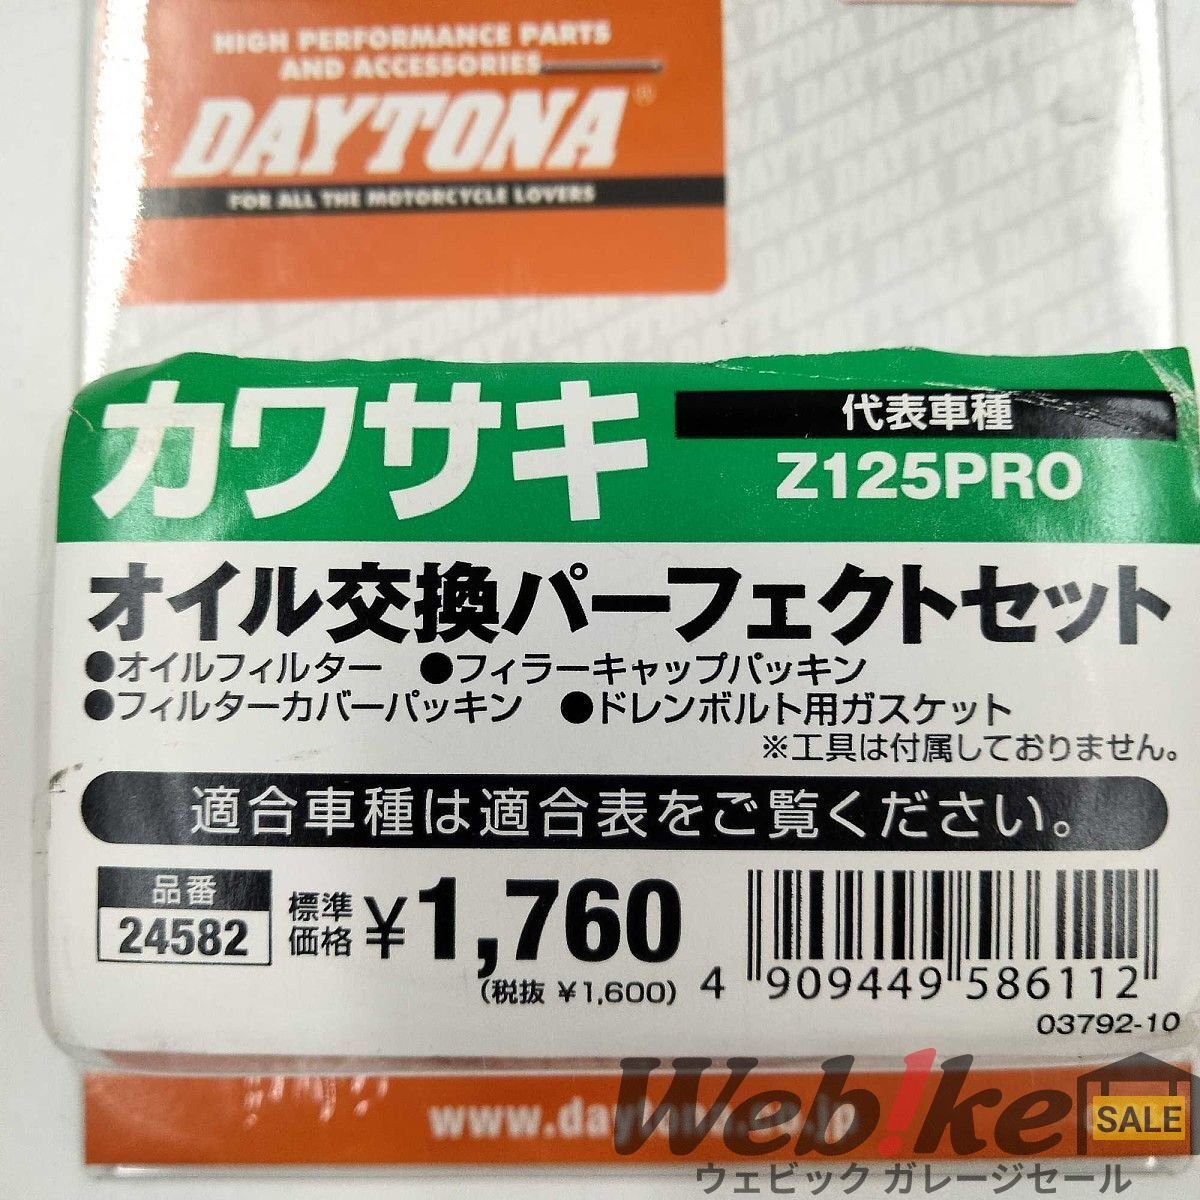 HIGH PERFORMANCE PARTS
AND ACCESSORIES
DAYTONA®
FOR ALL THE MOTORCYCLE LOVERS
カワサキ
代表車種
Z125PRO
オイル交換パーフェクトセット
●オイルフィルター ●フィラーキャップパッキン
●フィルターカバーパッキン ●ドレンボルト用ガスケット
※工具は付属しておりません。
適合車種は適合表をご覧ください。
品番
24582
標準価格 ¥1,760
(税抜 ¥1,600)
4 909449 586112
03792-10
www.daytona.co.jp
Web!ke
SALE
ウェビック ガレージセール